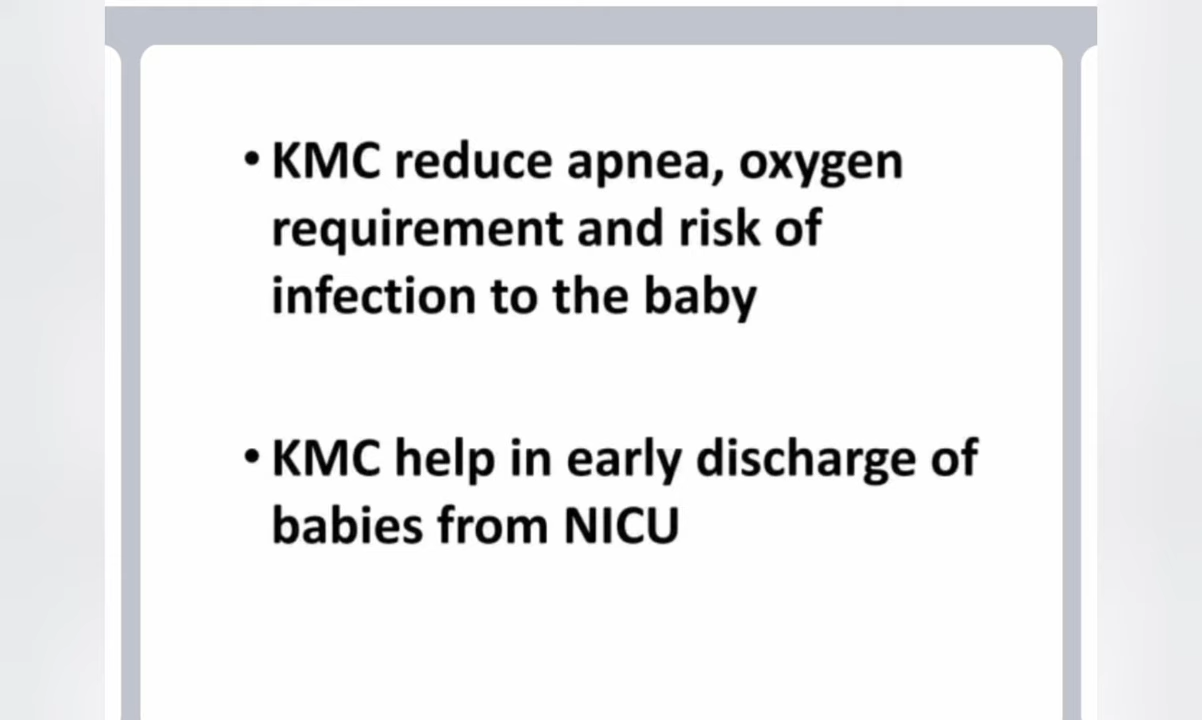 • KMC reduce apnea, oxygen
requirement and risk of
infection to the baby
• KMC help in early discharge of
babies from NICU